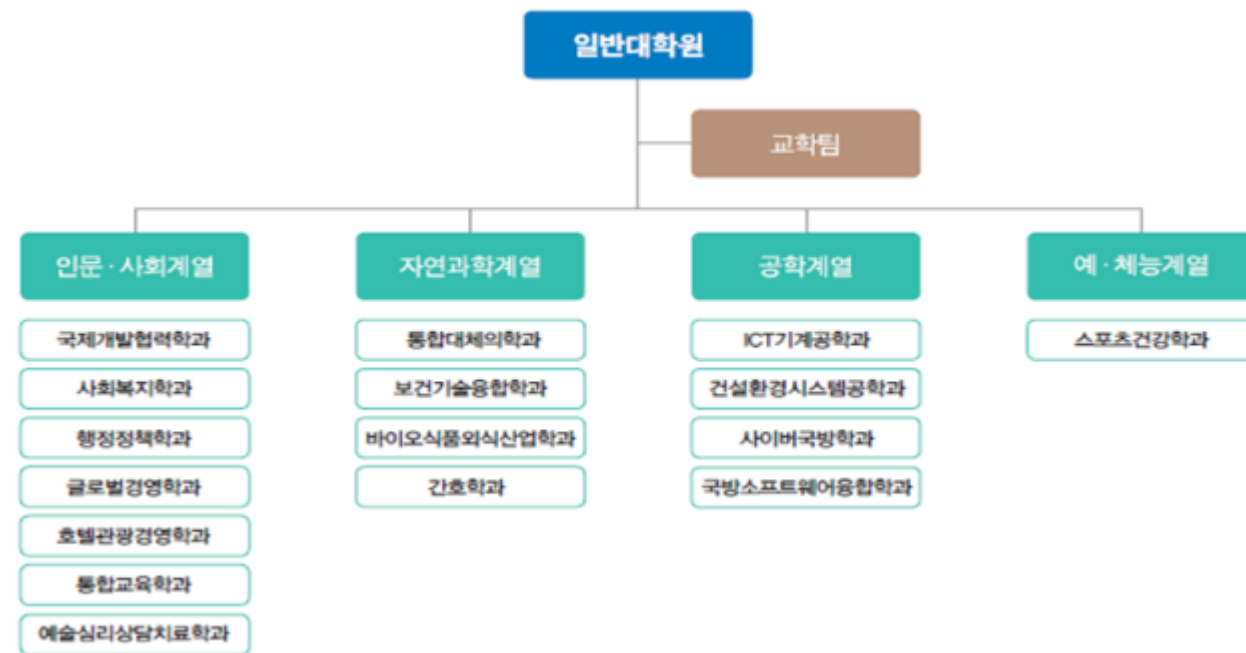 일반대학원
교학팀
인문·사회계열
국제개발협력학과
사회복지학과
행정정책학과
글로벌경영학과
호텔관광경영학과
통합교육학과
예술심리상담치료학과
자연과학계열
통합대체의학과
보건기술융합학과
바이오식품외식산업학과
간호학과
공학계열
ICT기계공학과
건설환경시스템공학과
사이버국방학과
국방소프트웨어융합학과
예·체능계열
스포츠건강학과